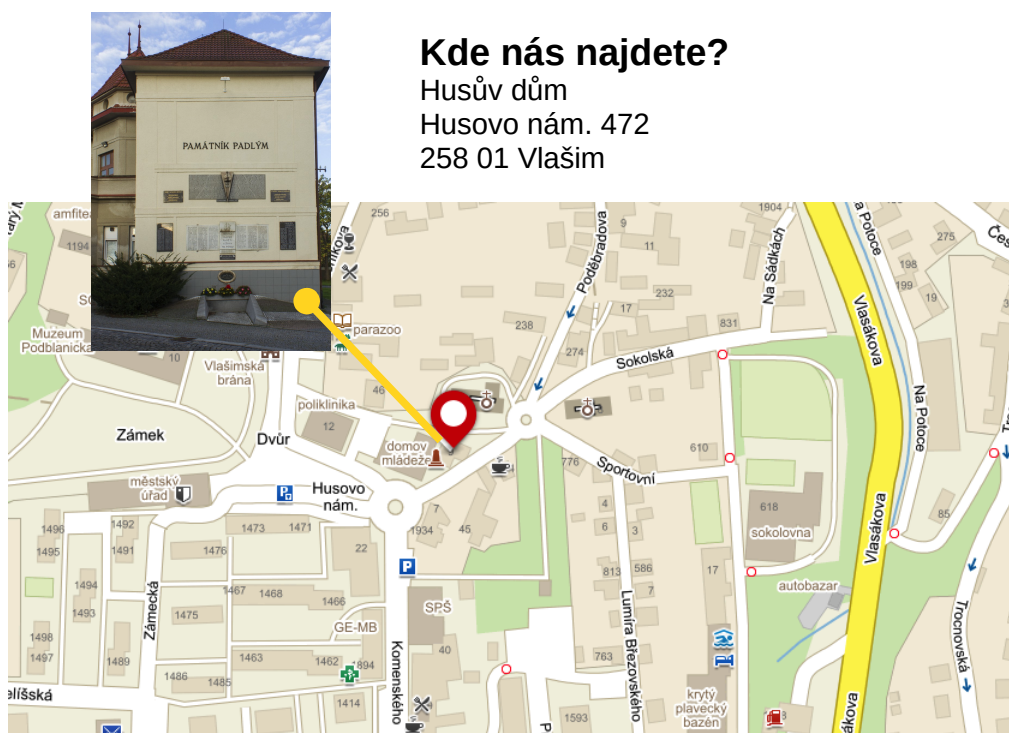 Kde nás najdete?
Husův dům
Husovo nám. 472
258 01 Vlašim
PAMÁTNÍK PADLÝM
amfitea
1194
Muzeum
Podblanicka
10
Vlašimská
brána
256
parazoo
46
poliklinika
12
Zámek
Dvůr
domov
mládeže
městský
úřad
Husovo
nám.
Poděbradova
9
11
17
232
238
274
Sokolská
831
1904
Na Sádkách
Vlasákova
a Potoce
275
198
199
19
Čes
Na Potoce
776
Sportovní
610
618
sokolovna
Vlasákova
85
autobazar
Trocnovská
7
1934
45
22
1496
1495
1492
1491
1473
1471
1476
1494
1493
1467
1468
1466
1475
Zámecká
GE-MB
1498
1497
1489
1463
1462
1894
1486
1485
1414
elíšská
SPŠ
40
Komenského
4
6
3
813
586
7
Lumíra Březovského
763
1593
P
17
krytý
plavecký
bazén
ákova